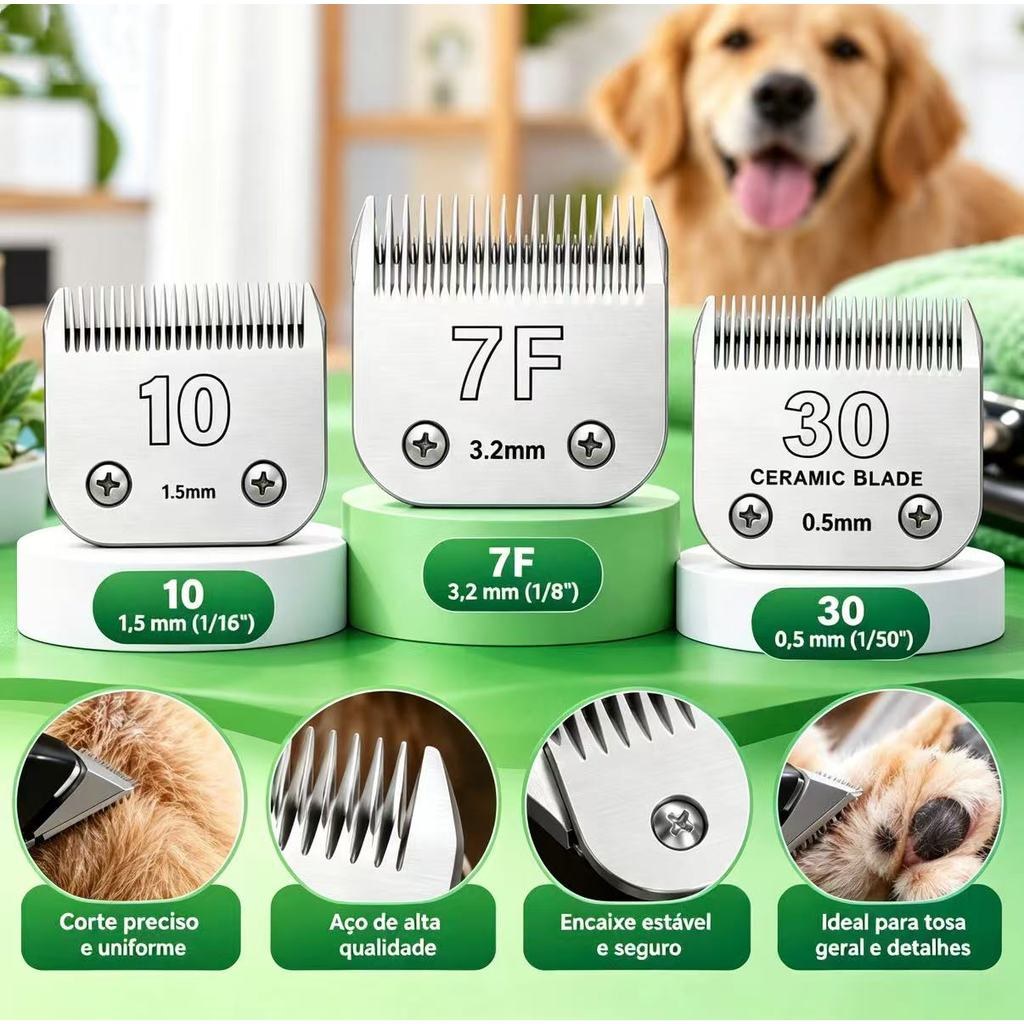 10
1.5mm
7F
3.2mm
30
CERAMIC BLADE
0.5mm
10
1,5 mm (1/16")
7F
3,2 mm (1/8")
30
0,5 mm (1/50")
Corte preciso
e uniforme
Aço de alta
qualidade
Encaixe estável
e seguro
Ideal para tosa
geral e detalhes